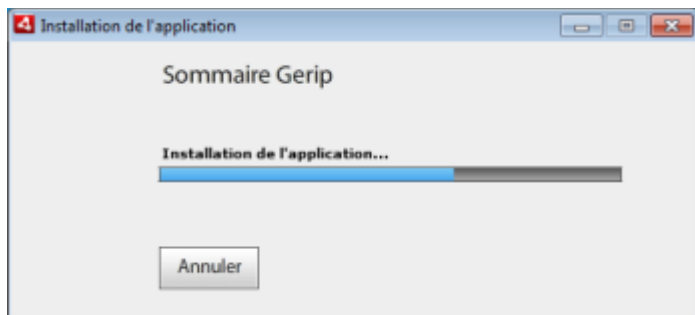 Installation de l'application
Sommaire Gerip
Installation de l'application...
Annuler